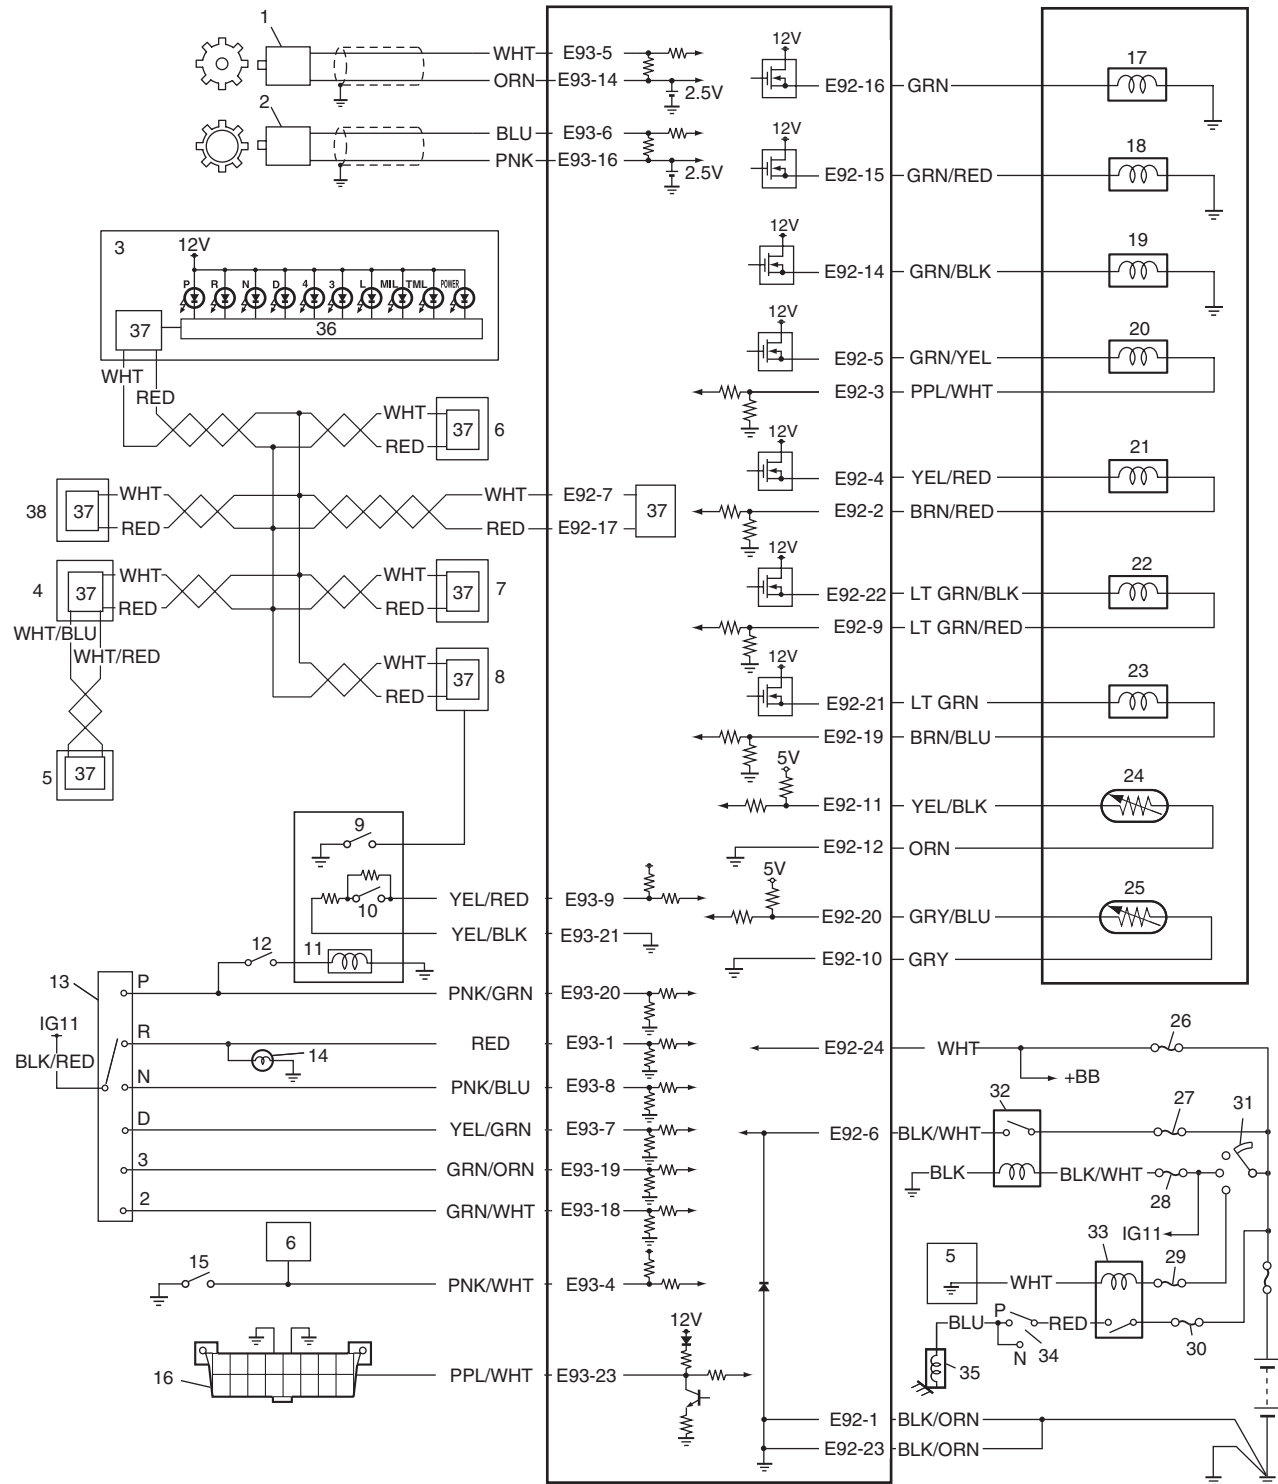 1
WHT E93-5
ORN E93-14
2.5V
2
BLU E93-6
PNK E93-16
2.5V
3
12V
P R N D 4 3 L MIL TML POWER
37
36
WHT
RED
WHT
37
6
RED
38
37
WHT
RED
WHT E92-7
37
RED E92-17
4
37
WHT
RED
WHT
37
7
RED
WHT/BLU
WHT/RED
WHT
37
8
RED
5
37
9
10
YEL/RED E93-9
YEL/BLK E93-21
12
11
13
P
PNK/GRN E93-20
IG11
BLK/RED
R
RED E93-1
14
N
PNK/BLU E93-8
D
YEL/GRN E93-7
3
GRN/ORN E93-19
2
GRN/WHT E93-18
6
15
PNK/WHT E93-4
12V
16
PPL/WHT E93-23
12V
E92-16 GRN
17
12V
E92-15 GRN/RED
18
12V
E92-14 GRN/BLK
19
12V
E92-5 GRN/YEL
20
E92-3 PPL/WHT
12V
E92-4 YEL/RED
21
E92-2 BRN/RED
12V
E92-22 LT GRN/BLK
22
E92-9 LT GRN/RED
12V
E92-21 LT GRN
23
E92-19 BRN/BLU
5V
E92-11 YEL/BLK
24
E92-12 ORN
5V
E92-20 GRY/BLU
25
E92-10 GRY
E92-24 WHT
26
+BB
32
27
31
E92-6 BLK/WHT
BLK
BLK/WHT
28
IG11
33
5
WHT
29
BLU
P
RED
30
N
34
35
E92-1 BLK/ORN
E92-23 BLK/ORN